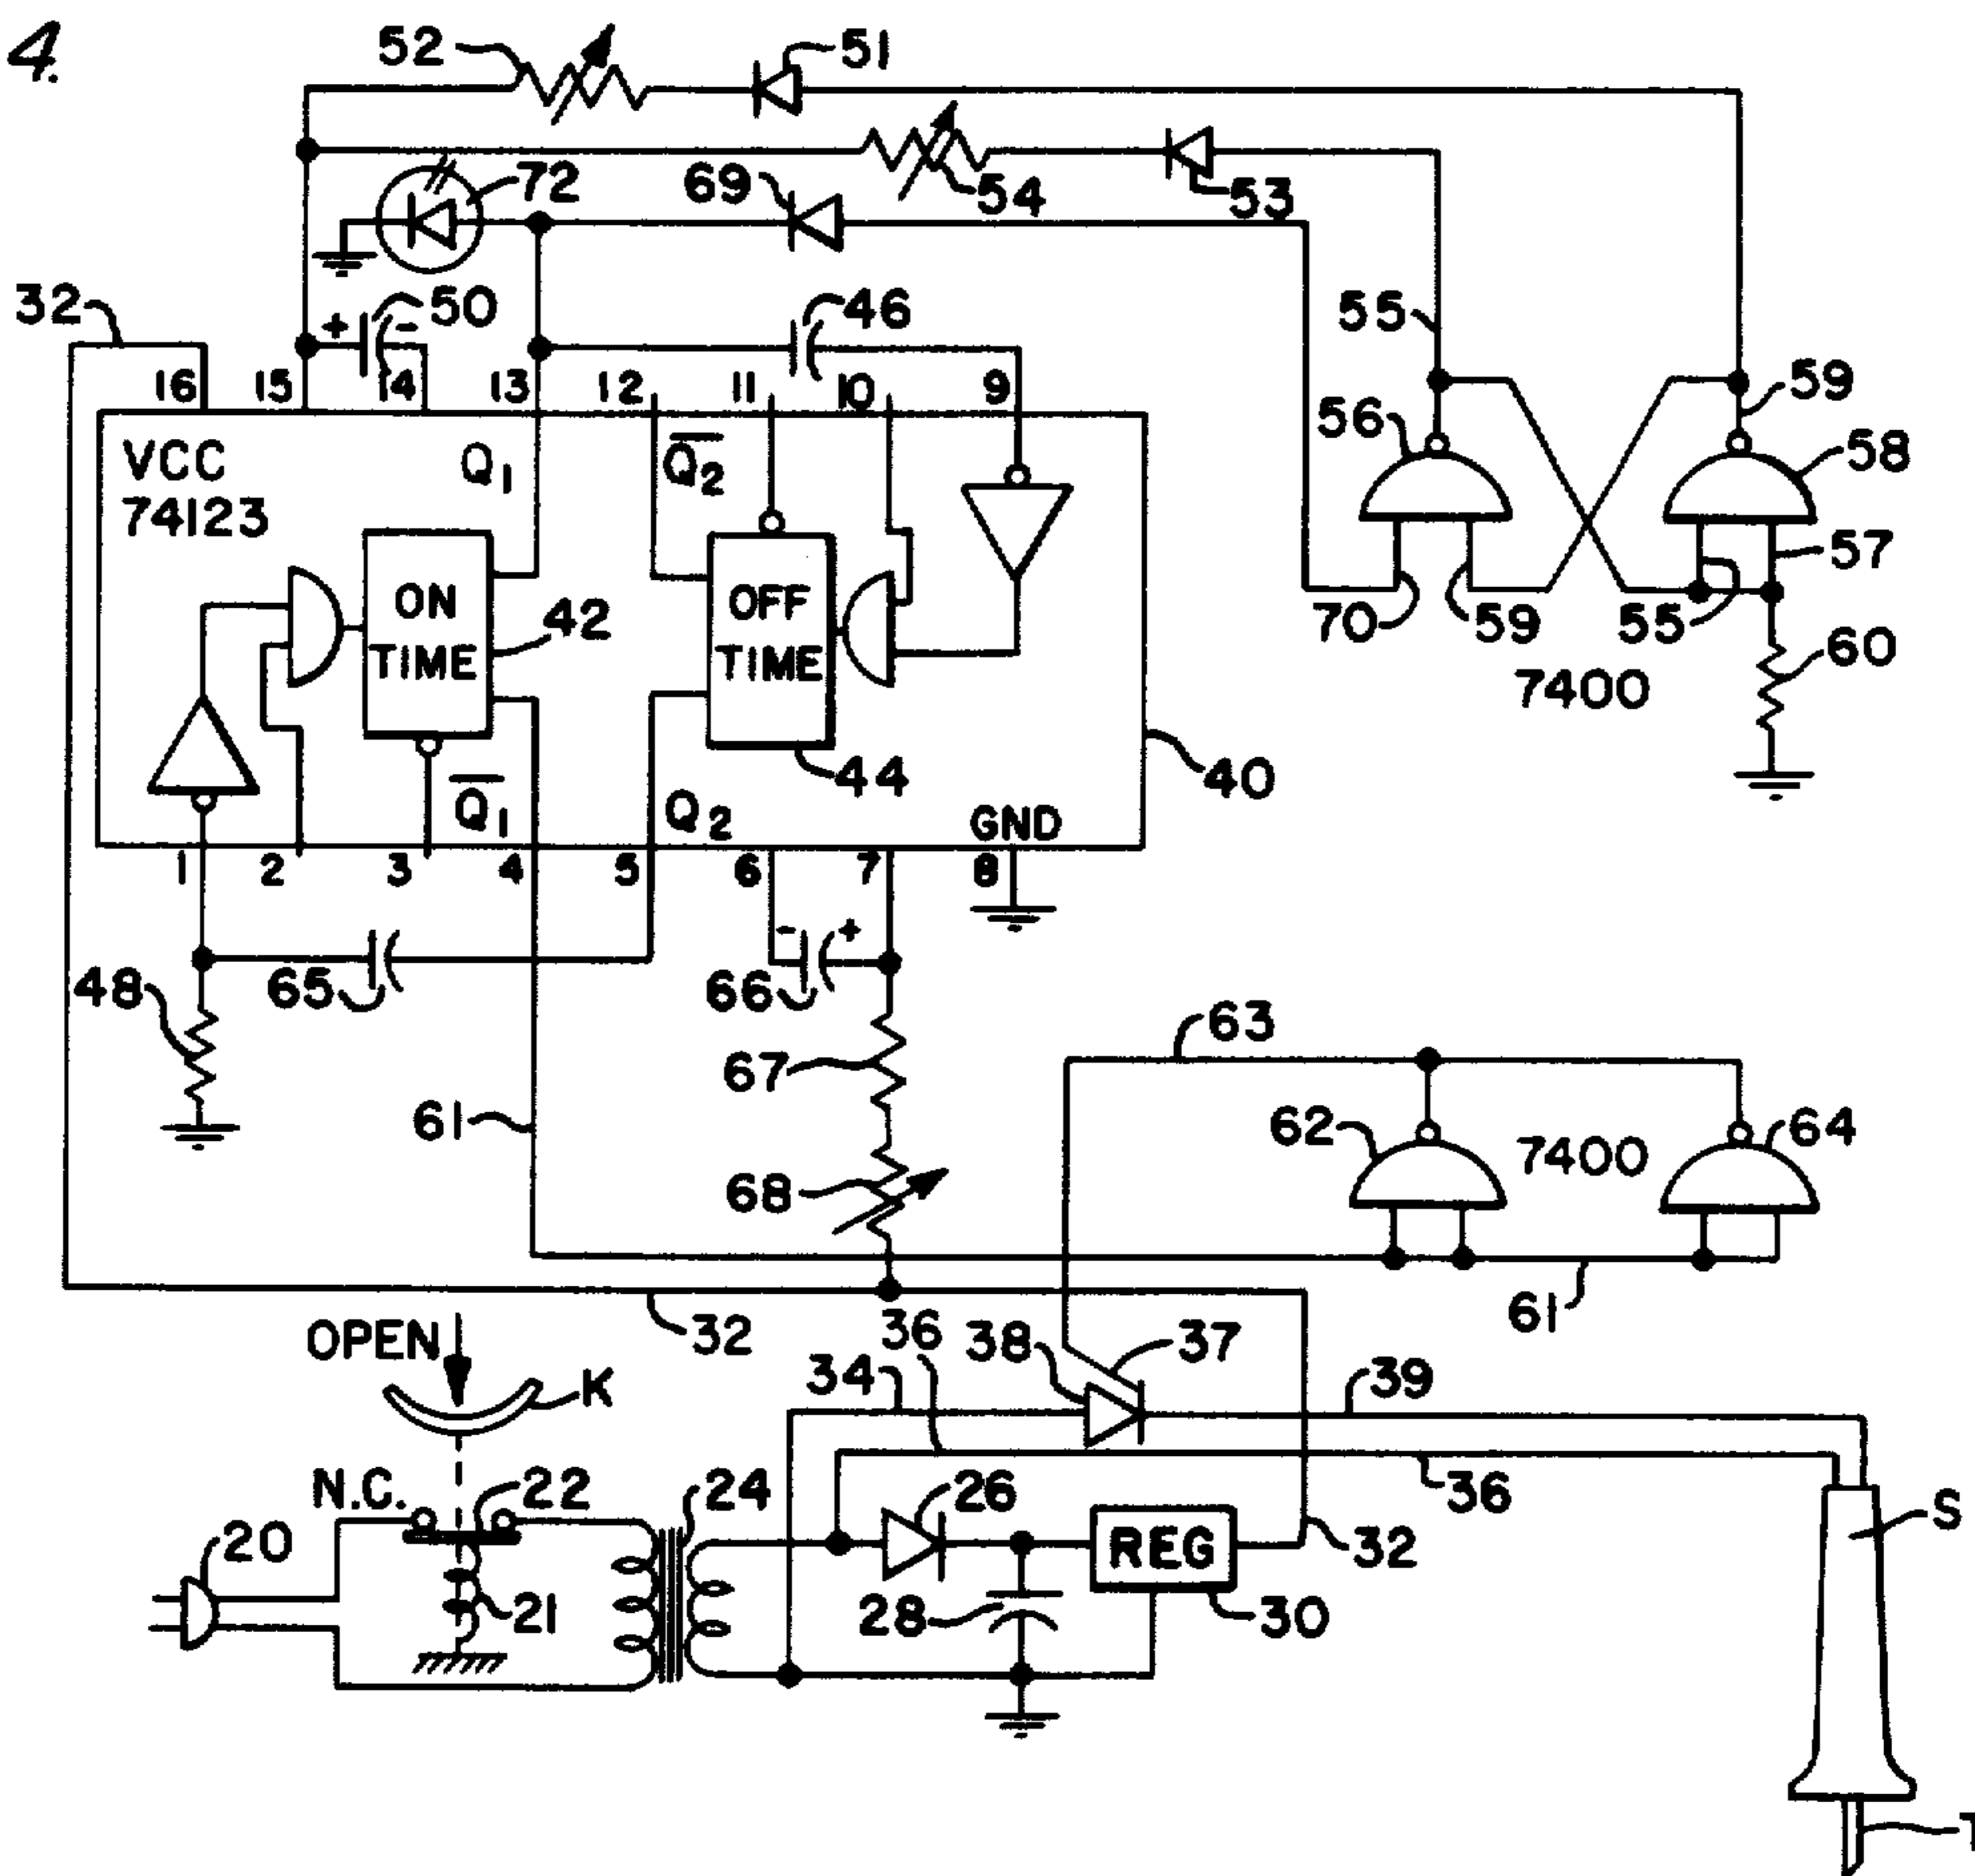 4.
52
51
72
69
54
53
32
+ 50 -
46
55
16 15 14 13 12 11 10 9
59
56
58
VCC
74123
Q1
Q2
ON TIME
42
OFF TIME
57
70
59
55
60
7400
44
40
Q1
Q2
GND
1 2 3 4 5 6 7 8
- +
48
65
66
63
67
61
62
7400
64
68
61
32
OPEN
36
38
37
34
39
K
N.C.
22
24
26
36
S
20
REG
32
21
28
30
T